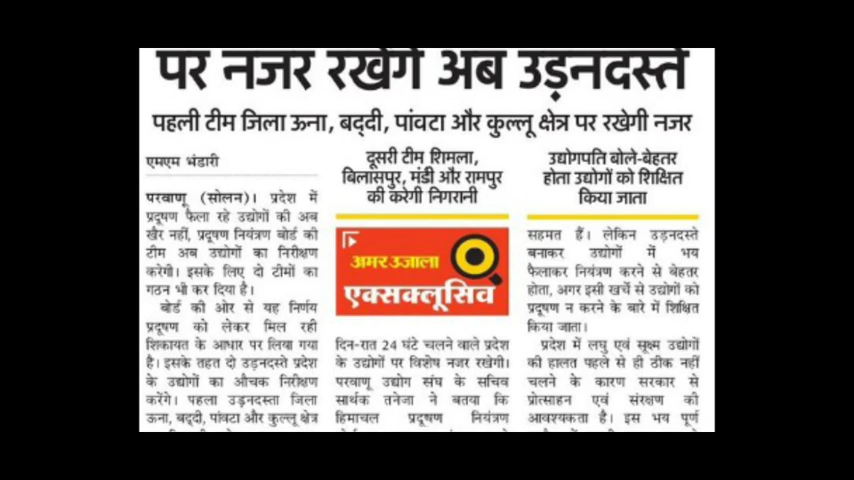 पर नजर रखेंगे अब उड़नदस्ते
पहली टीम जिला ऊना, बद्दी, पांवटा और कुल्लू क्षेत्र पर रखेगी नजर
एमएम भंडारी
परवाणू (सोलन)। प्रदेश में
प्रदूषण फैला रहे उद्योगों की अब
खैर नहीं, प्रदूषण नियंत्रण बोर्ड की
टीम अब उद्योगों का निरीक्षण
करेगी। इसके लिए दो टीमों का
गठन भी कर दिया है।
बोर्ड की ओर से यह निर्णय
प्रदूषण को लेकर मिल रही
शिकायत के आधार पर लिया गया
है। इसके तहत दो उड़नदस्ते प्रदेश
के उद्योगों का औचक निरीक्षण
करेंगे। पहला उड़नदस्ता जिला
ऊना, बद्दी, पांवटा और कुल्लू क्षेत्र
दूसरी टीम शिमला,
बिलासपुर, मंडी और रामपुर
की करेगी निगरानी
अमर उजाला
एक्सक्लूसिव
दिन-रात 24 घंटे चलने वाले प्रदेश
के उद्योगों पर विशेष नजर रखेगी।
परवाणू उद्योग संघ के सचिव
सार्थक तनेजा ने बतया कि
हिमाचल प्रदूषण नियंत्रण
उद्योगपति बोले-बेहतर
होता उद्योगों को शिक्षित
किया जाता
सहमत हैं। लेकिन उड़नदस्ते
बनाकर उद्योगों में भय
फैलाकर नियंत्रण करने से बेहतर
होता, अगर इसी खर्चे से उद्योगों को
प्रदूषण न करने के बारे में शिक्षित
किया जाता।
प्रदेश में लघु एवं सूक्ष्म उद्योगों
की हालत पहले से ही ठीक नहीं
चलने के कारण सरकार से
प्रोत्साहन एवं संरक्षण की
आवश्यकता है। इस भय पूर्ण